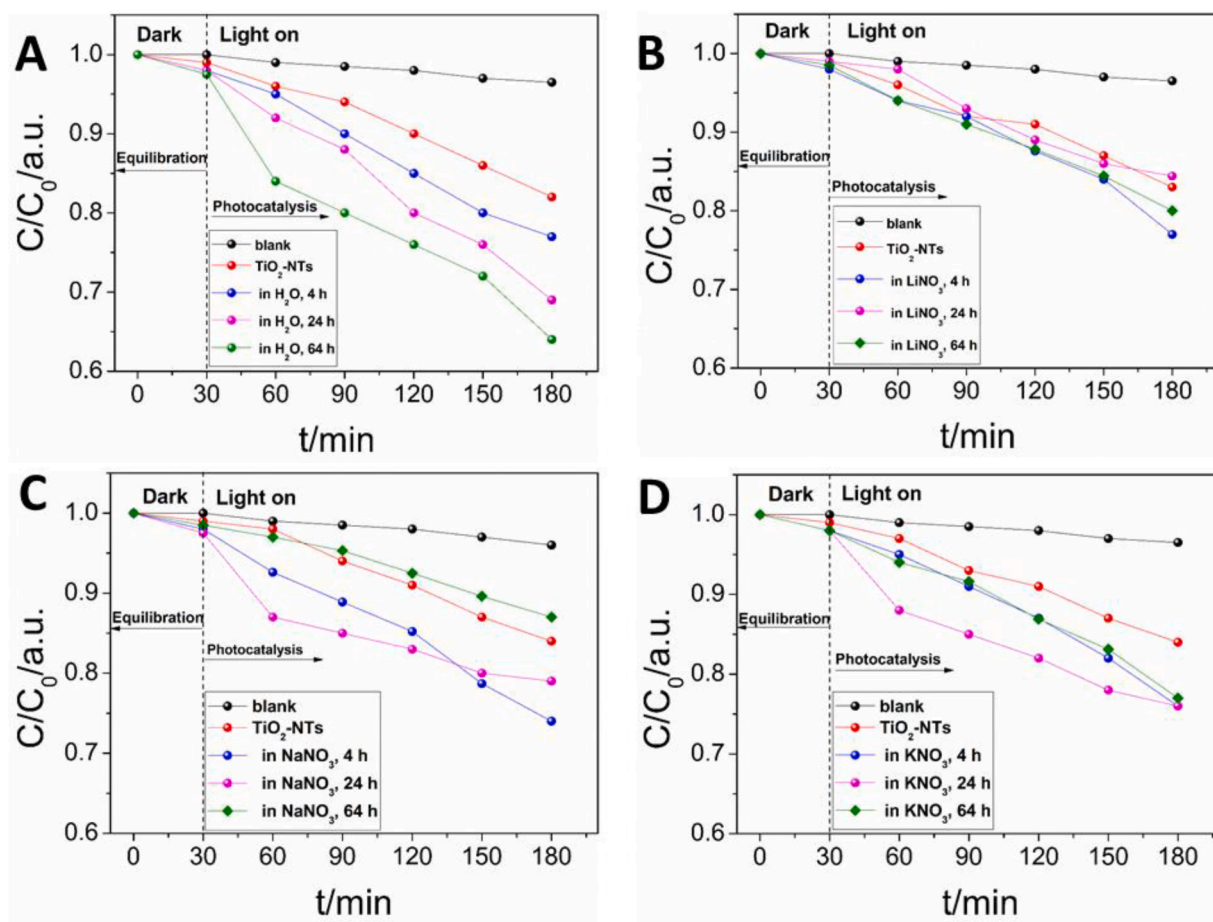 A
Dark Light on
Equilibration
Photocatalysis
blank
TiO₂-NTs
in H₂O, 4 h
in H₂O, 24 h
in H₂O, 64 h
C/C₀/a.u.
1.0
0.9
0.8
0.7
0.6
0 30 60 90 120 150 180
t/min
B
Dark Light on
Equilibration
Photocatalysis
blank
TiO₂-NTs
in LiNO₃, 4 h
in LiNO₃, 24 h
in LiNO₃, 64 h
C/C₀/a.u.
1.0
0.9
0.8
0.7
0.6
0 30 60 90 120 150 180
t/min
C
Dark Light on
Equilibration
Photocatalysis
blank
TiO₂-NTs
in NaNO₃, 4 h
in NaNO₃, 24 h
in NaNO₃, 64 h
C/C₀/a.u.
1.0
0.9
0.8
0.7
0.6
0 30 60 90 120 150 180
t/min
D
Dark Light on
Equilibration
Photocatalysis
blank
TiO₂-NTs
in KNO₃, 4 h
in KNO₃, 24 h
in KNO₃, 64 h
C/C₀/a.u.
1.0
0.9
0.8
0.7
0.6
0 30 60 90 120 150 180
t/min